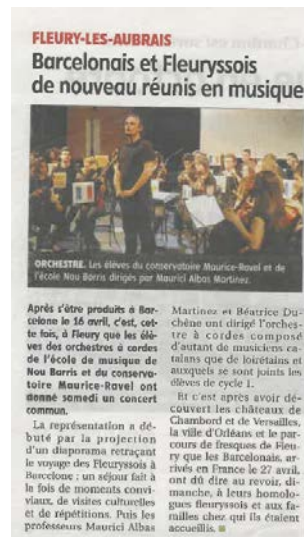 FLEURY-LES-AUBRAIS
Barcelonais et Fleuryssois
de nouveau réunis en musique
ORCHESTRE. Les élèves du conservatoire Maurice-Ravel et de
l'école Nou Barris dirigés par Maurici Albas Martinez.
Après s'être produits à Bar-
celone le 16 avril, c'est, cet-
te fois, à Fleury que les élè-
ves des orchestres à cordes
de l'école de musique de
Nou Barris et du conserva-
toire Maurice-Ravel ont
donné samedi un concert
commun.
La représentation a dé-
buté par la projection
d'un diaporama retraçant
le voyage des Fleuryssois à
Barcelone ; un séjour fait à
la fois de moments convi-
viaux, de visites culturelles
et de répétitions. Puis les
professeurs Maurici Albas
Martinez et Béatrice Du-
chêne ont dirigé l'orches-
tre à cordes composé
d'autant de musiciens ca-
talans que de loirétains et
auxquels se sont joints les
élèves de cycle 1.
Et c'est après avoir dé-
couvert les châteaux de
Chambord et de Versailles,
la ville d'Orléans et le par-
cours de fresques de Fleu-
ry que les Barcelonais, ar-
rivés en France le 27 avril,
ont dû dire au revoir, di-
manche, à leurs homolo-
gues fleuryssois et aux fa-
milles chez qui ils étaient
accueillis.